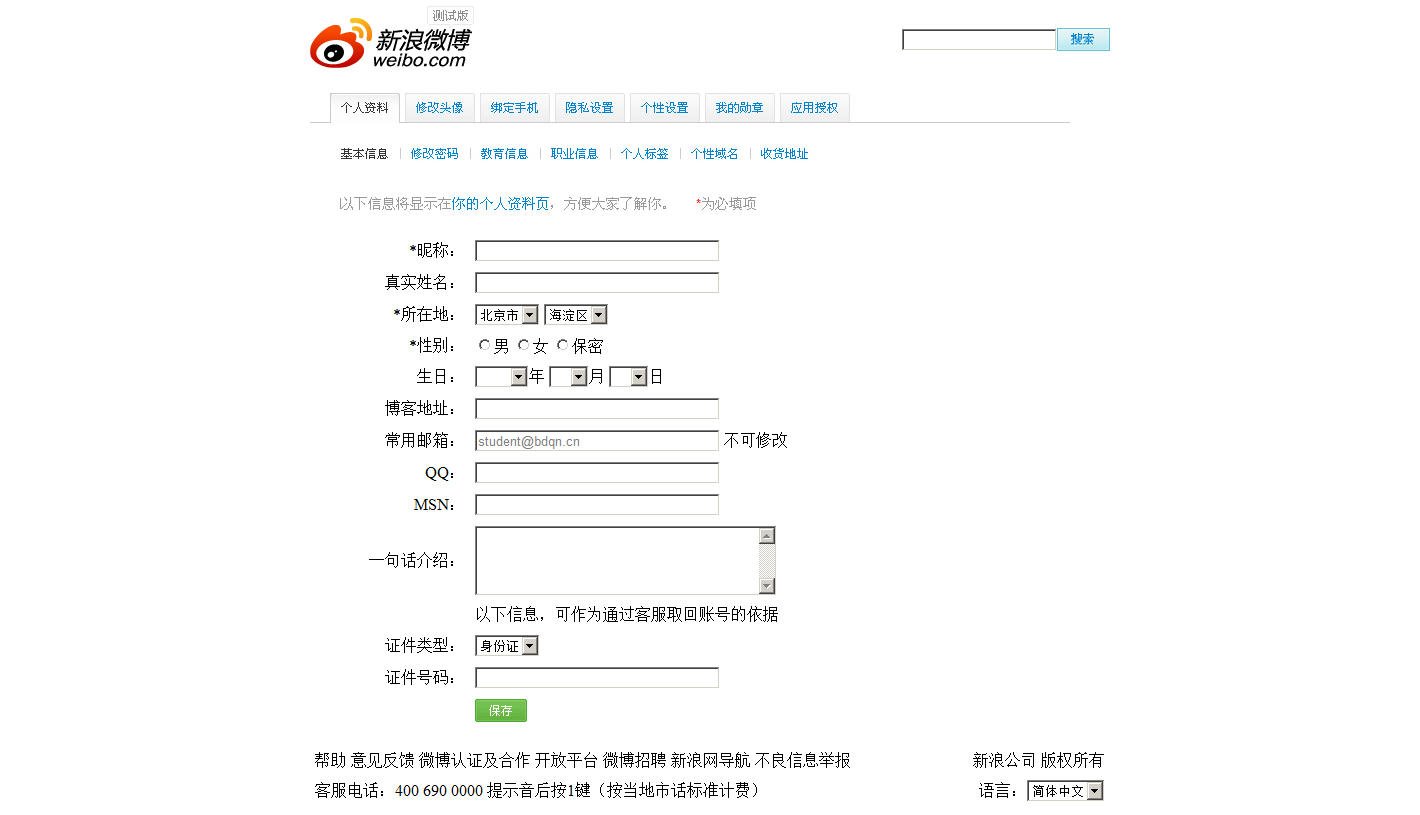 测试版
新浪微博
weibo.com
搜索
个人资料 修改头像 绑定手机 隐私设置 个性设置 我的勋章 应用授权
基本信息 | 修改密码 | 教育信息 | 职业信息 | 个人标签 | 个性域名 | 收货地址
以下信息将显示在你的个人资料页，方便大家了解你。 *为必填项
*昵称：
真实姓名：
*所在地： 北京市 海淀区
*性别： 男 女 保密
生日： 年 月 日
博客地址：
常用邮箱： student@bdqn.cn 不可修改
QQ：
MSN：
一句话介绍：
以下信息，可作为通过客服取回账号的依据
证件类型： 身份证
证件号码：
保存
帮助 意见反馈 微博认证及合作 开放平台 微博招聘 新浪网导航 不良信息举报 新浪公司 版权所有
客服电话：400 690 0000 提示音后按1键（按当地市话标准计费） 语言： 简体中文